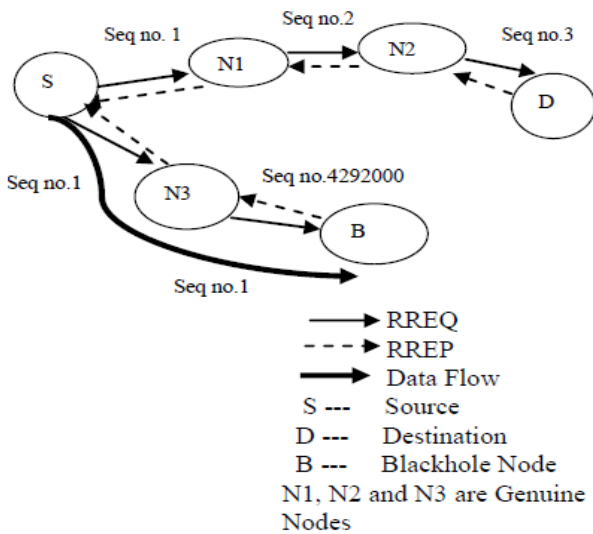 Seq no. 1
Seq no.2
Seq no.3
S
N1
N2
D
Seq no.1
N3
Seq no.4292000
B
Seq no.1
RREQ
RREP
Data Flow
S --- Source
D --- Destination
B --- Blackhole Node
N1, N2 and N3 are Genuine
Nodes